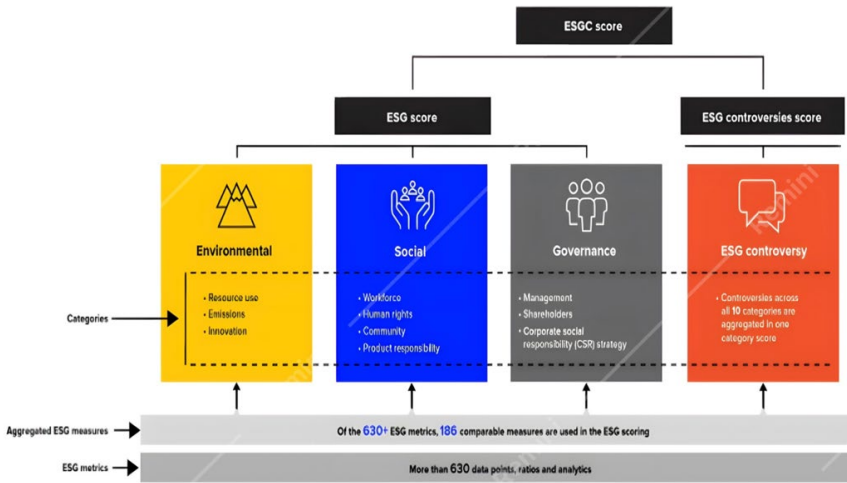 ESGC score
ESG score
ESG controversies score
Environmental
Social
Governance
ESG controversy
Categories
• Resource use
• Emissions
• Innovation
• Workforce
• Human rights
• Community
• Product responsibility
• Management
• Shareholders
• Corporate social
responsibility (CSR) strategy
• Controversies across
all 10 categories are
aggregated in one
category score
Aggregated ESG measures
Of the 630+ ESG metrics, 186 comparable measures are used in the ESG scoring
ESG metrics
More than 630 data points, ratios and analytics
Remini
Remini
Remini